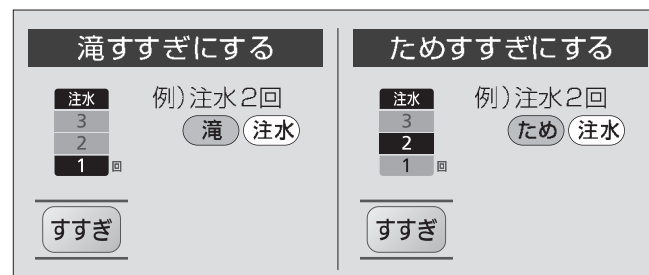 滝すすぎにする
注水
3
2
1 回
例)注水2回
滝 注水
すすぎ
ためすすぎにする
注水
3
2
1 回
例)注水2回
ため 注水
すすぎ